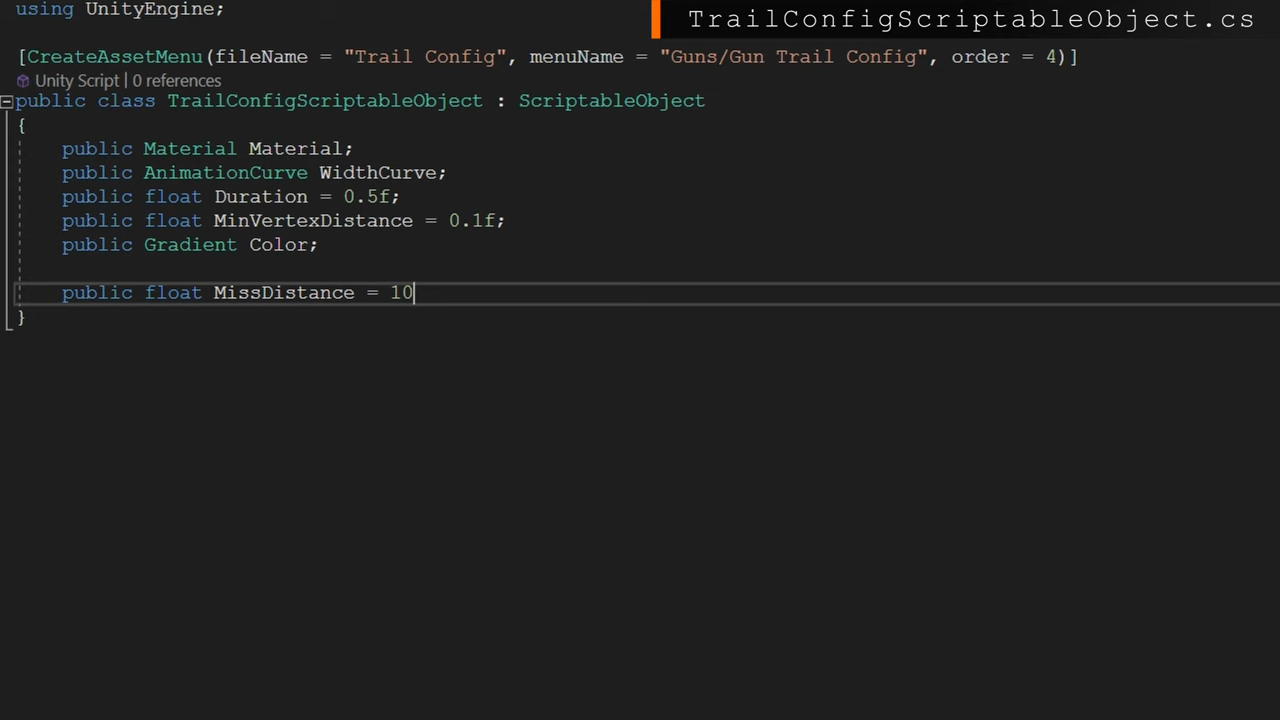 using UnityEngine;
TrailConfigScriptableObject.cs
[CreateAssetMenu(fileName = "Trail Config", menuName = "Guns/Gun Trail Config", order = 4)]
Unity Script | 0 references
public class TrailConfigScriptableObject : ScriptableObject
{
public Material Material;
public AnimationCurve WidthCurve;
public float Duration = 0.5f;
public float MinVertexDistance = 0.1f;
public Gradient Color;
public float MissDistance = 10
}